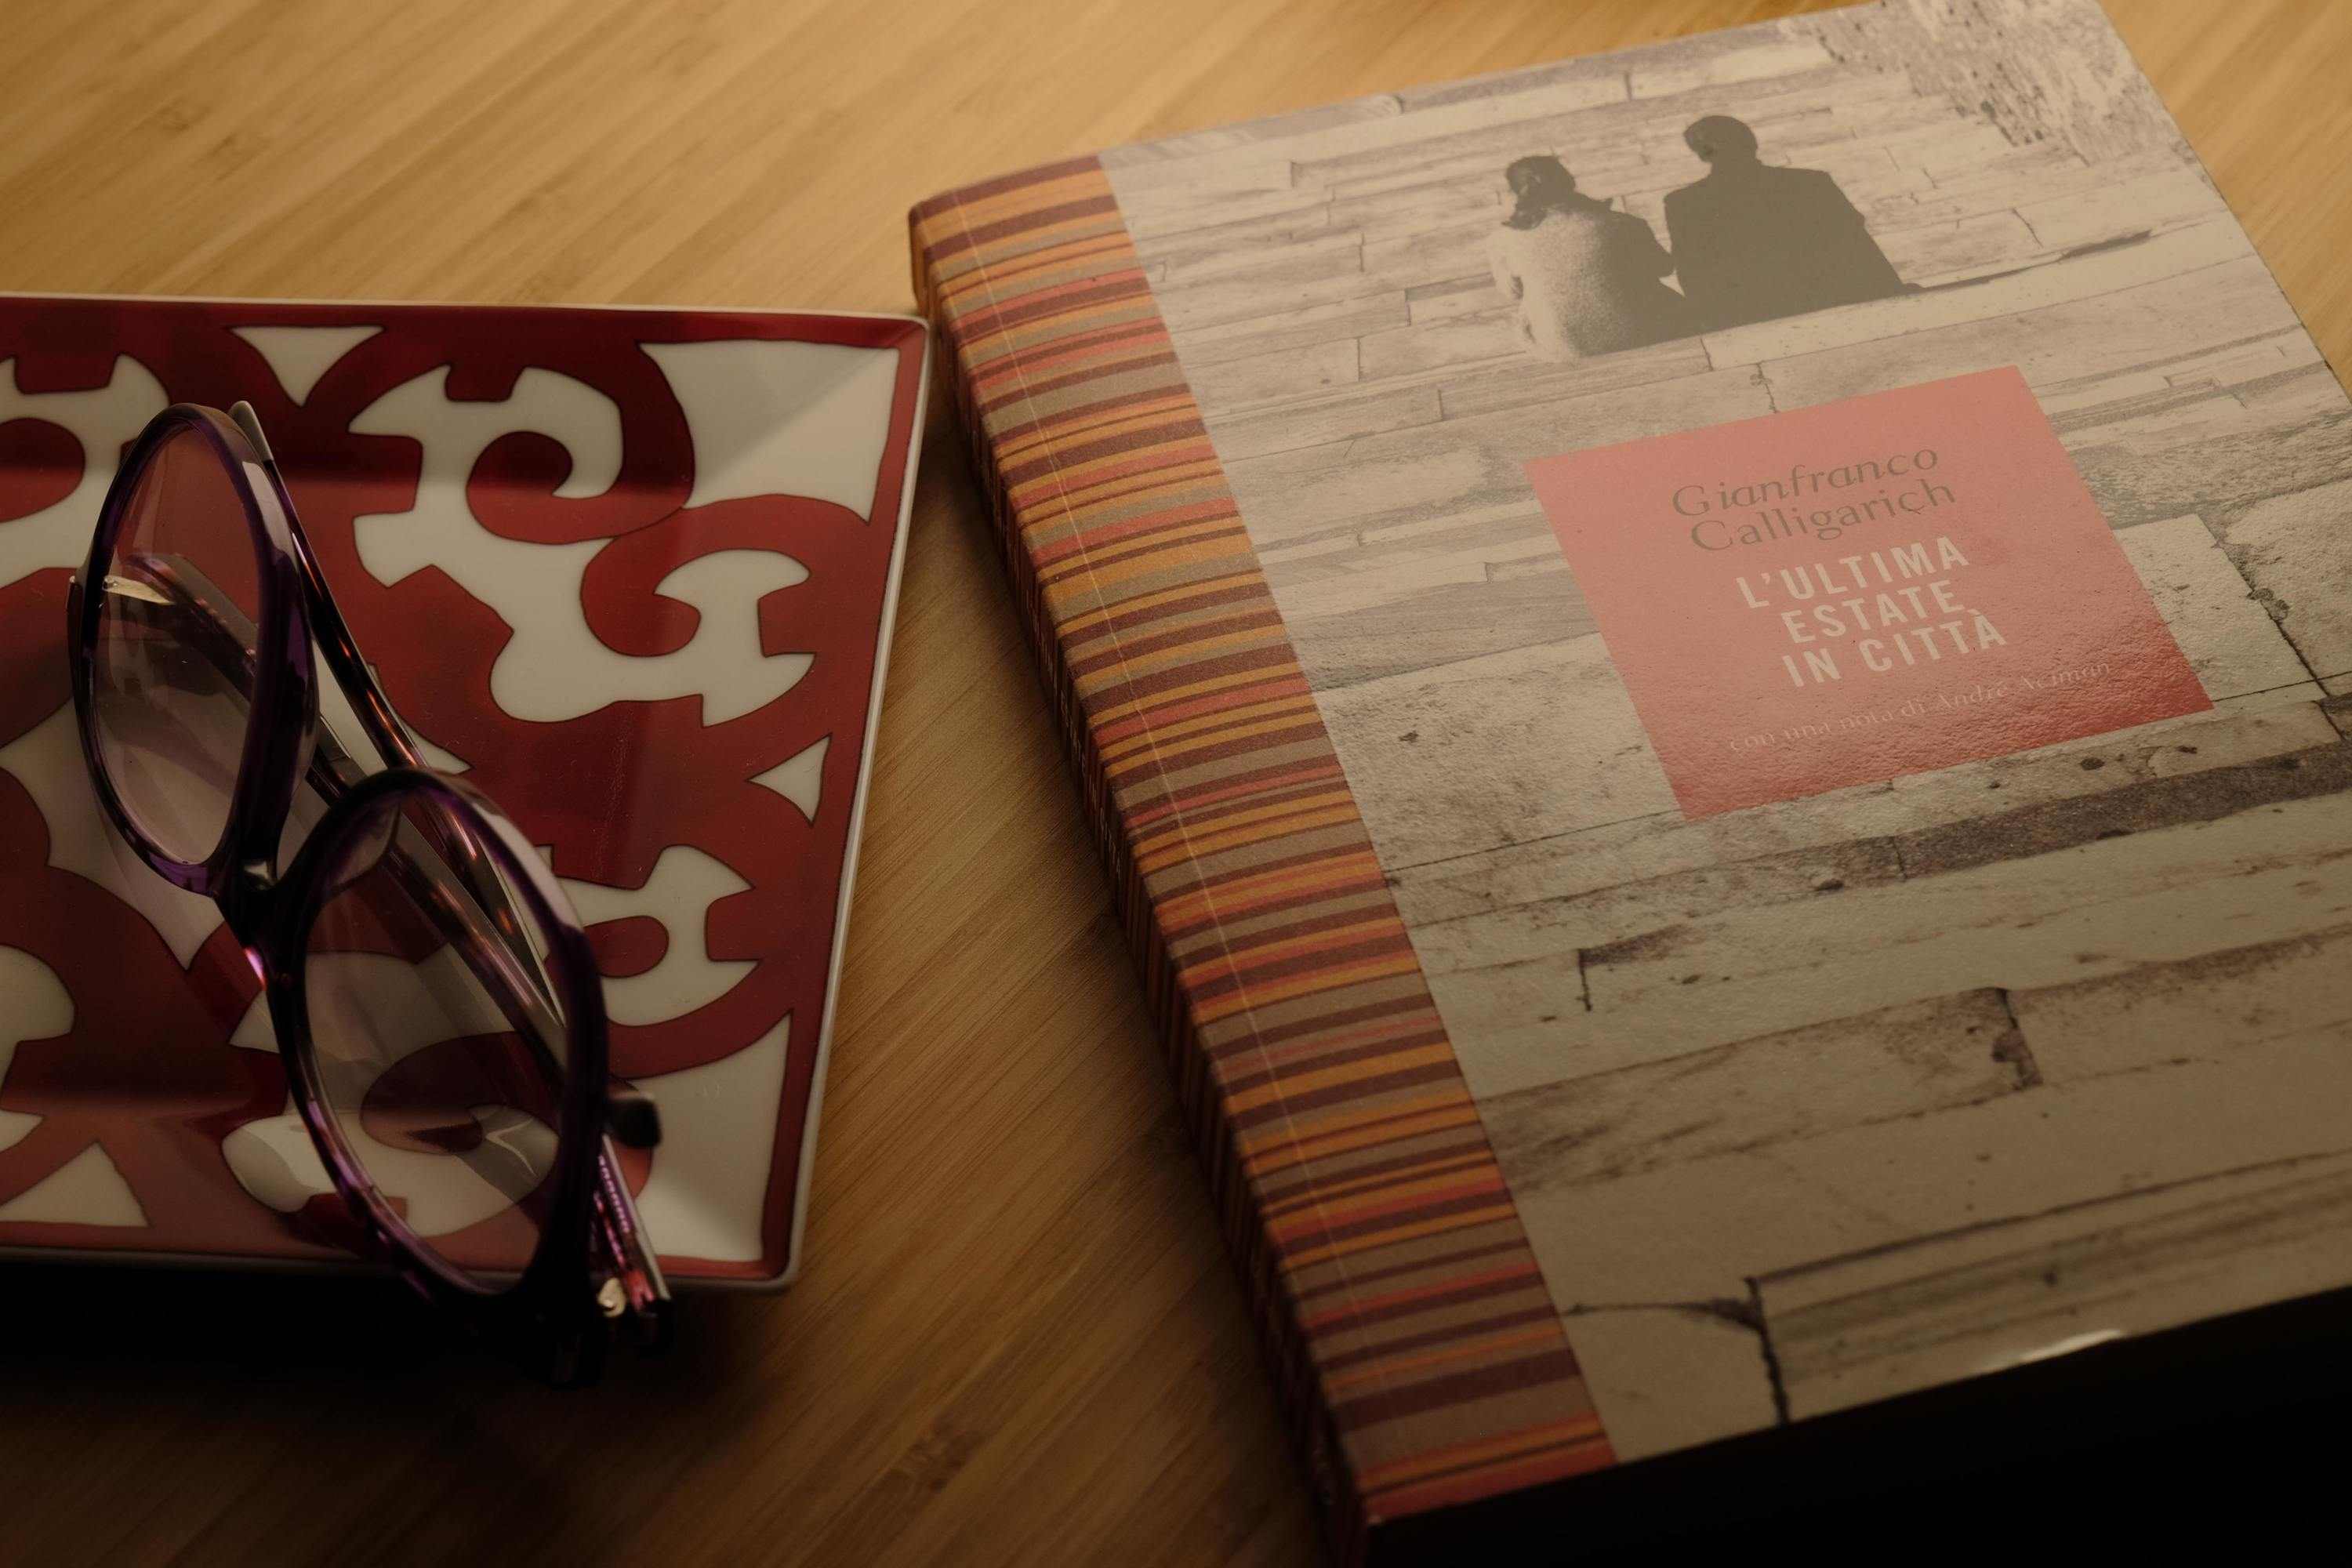 Gianfranco
Calligarich
L'ULTIMA
ESTATE
IN CITTÀ
con una nota di André Aciman